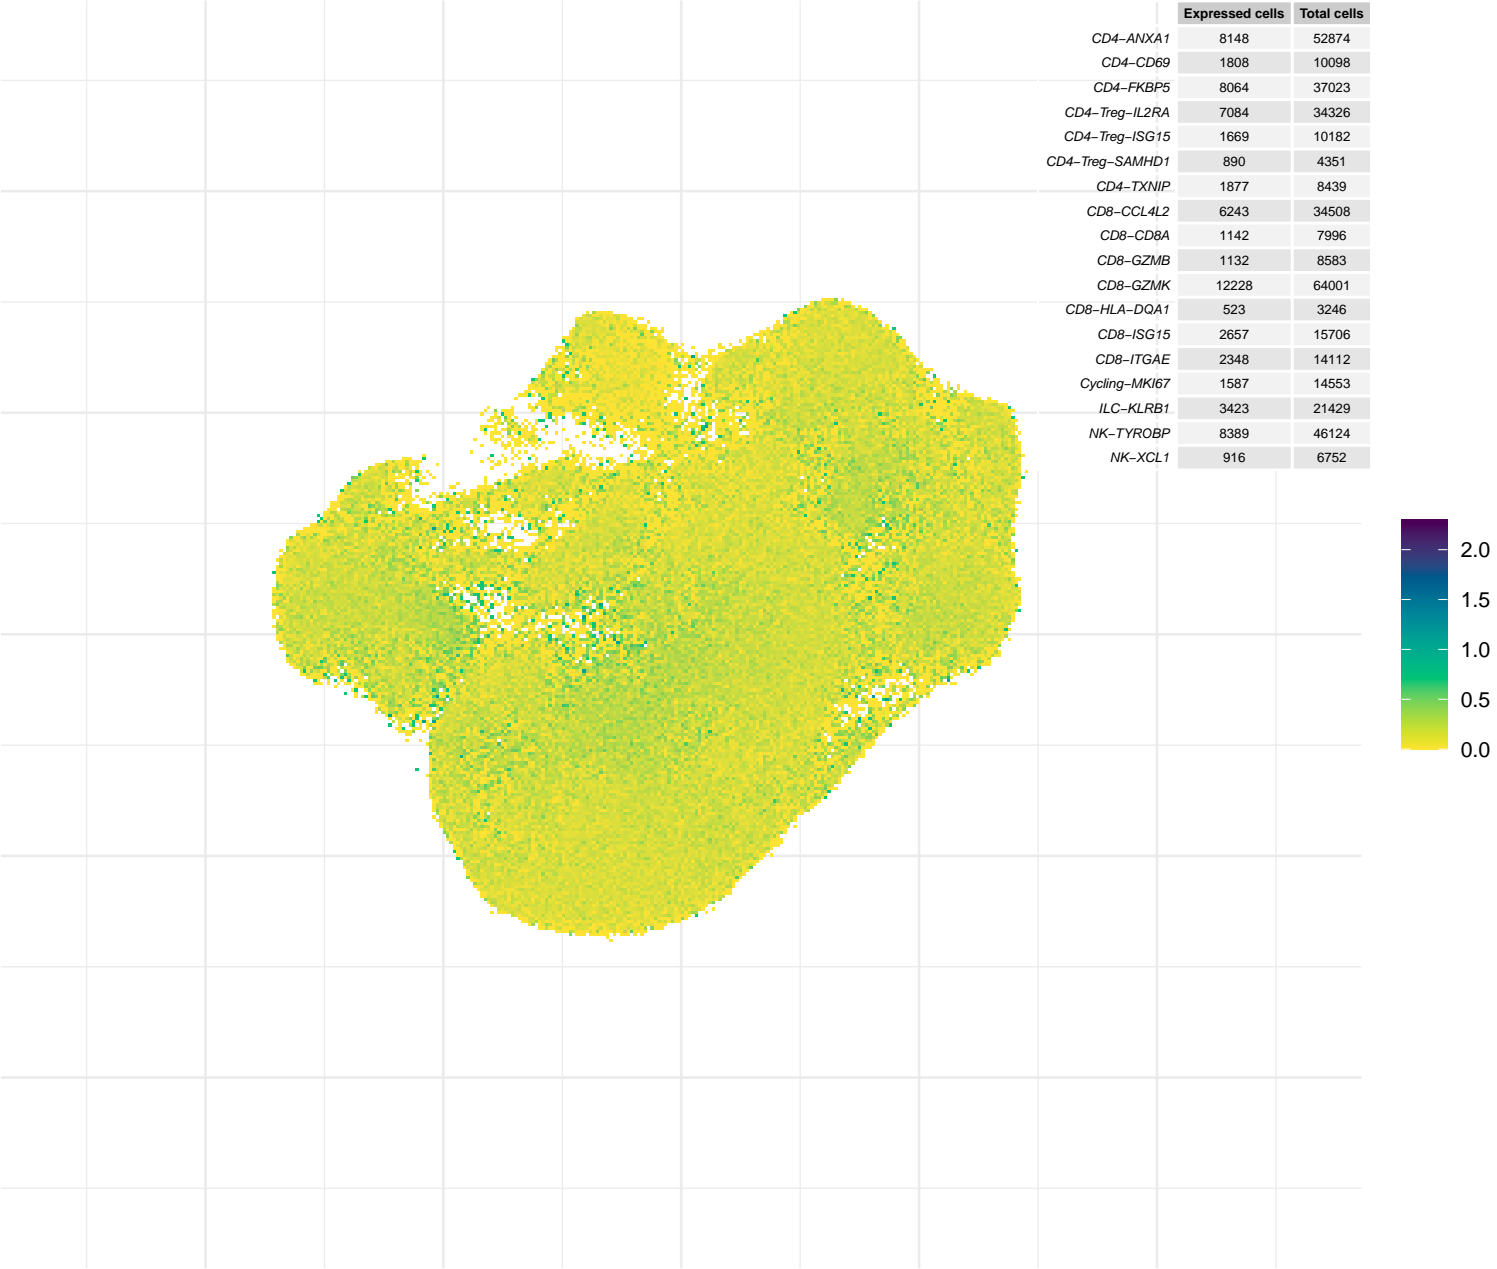 Expressed cells Total cells
CD4−ANXA1 8148 52874
CD4−CD69 1808 10098
CD4−FKBP5 8064 37023
CD4−Treg−IL2RA 7084 34326
CD4−Treg−ISG15 1669 10182
CD4−Treg−SAMHD1 890 4351
CD4−TXNIP 1877 8439
CD8−CCL4L2 6243 34508
CD8−CD8A 1142 7996
CD8−GZMB 1132 8583
CD8−GZMK 12228 64001
CD8−HLA−DQA1 523 3246
CD8−ISG15 2657 15706
CD8−ITGAE 2348 14112
Cycling−MKI67 1587 14553
ILC−KLRB1 3423 21429
NK−TYROBP 8389 46124
NK−XCL1 916 6752
2.0
1.5
1.0
0.5
0.0